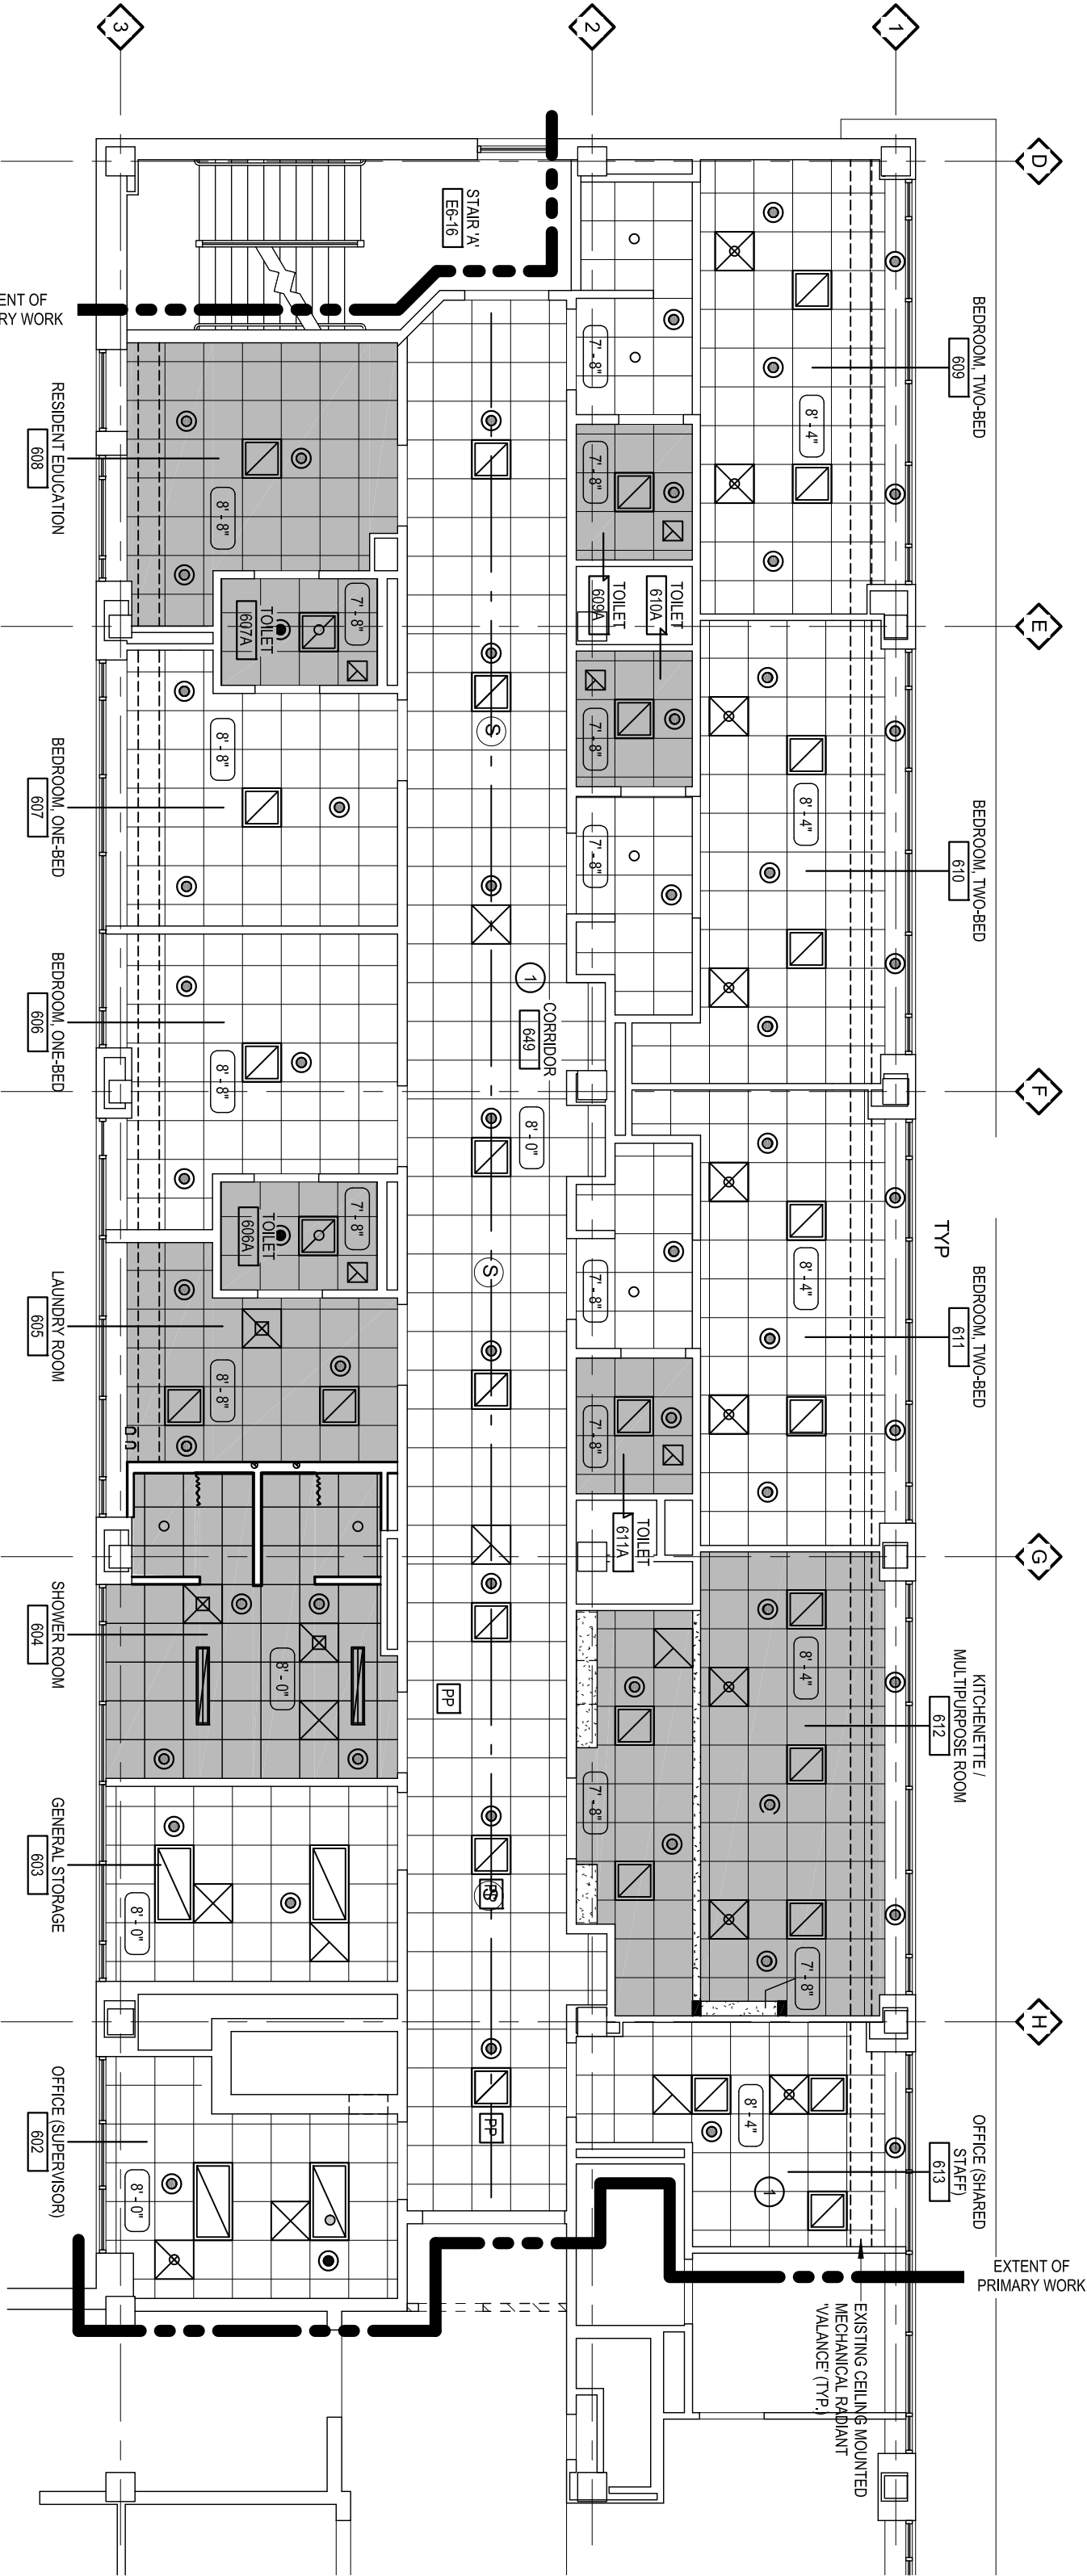 3
2
1
D
E
F
G
H
STAIR 'A'
E6-16
ENT OF
RY WORK
BEDROOM, TWO-BED
609
8' - 4"
7' - 8"
7' - 8"
TOILET
609A
TOILET
610A
7' - 8"
7' - 8"
BEDROOM, TWO-BED
610
8' - 4"
RESIDENT EDUCATION
608
8' - 8"
7' - 8"
TOILET
607A
BEDROOM, ONE-BED
607
8' - 8"
S
BEDROOM, ONE-BED
606
8' - 8"
1
CORRIDOR
649
8' - 0"
S
7' - 8"
TOILET
606A
TYP
BEDROOM, TWO-BED
611
8' - 4"
7' - 8"
7' - 8"
TOILET
611A
LAUNDRY ROOM
605
8' - 8"
SHOWER ROOM
604
8' - 0"
PP
KITCHENETTE /
MULTIPURPOSE ROOM
612
8' - 4"
7' - 8"
7' - 8"
GENERAL STORAGE
603
8' - 0"
OFFICE (SUPERVISOR)
602
8' - 0"
PP
OFFICE (SHARED
STAFF)
613
8' - 4"
1
EXTENT OF
PRIMARY WORK
EXISTING CEILING MOUNTED
MECHANICAL RADIANT
'VALANCE' (TYP.)